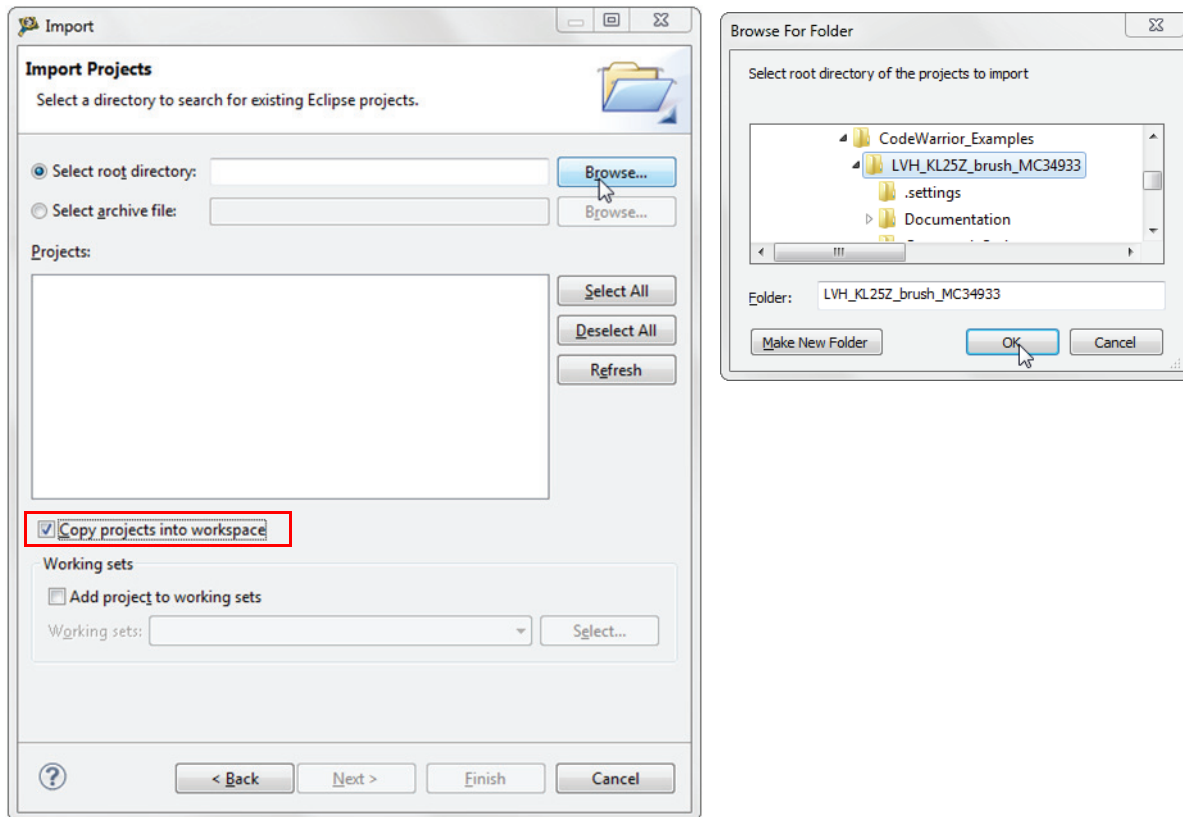 Import
Import Projects
Select a directory to search for existing Eclipse projects.
Select root directory:
Browse...
Select archive file:
Browse...
Projects:
Select All
Deselect All
Refresh
Copy projects into workspace
Working sets
Add project to working sets
Working sets:
Select...
?
< Back
Next >
Finish
Cancel
Browse For Folder
Select root directory of the projects to import
CodeWarrior_Examples
LVH_KL25Z_brush_MC34933
.settings
Documentation
Folder:
LVH_KL25Z_brush_MC34933
Make New Folder
OK
Cancel